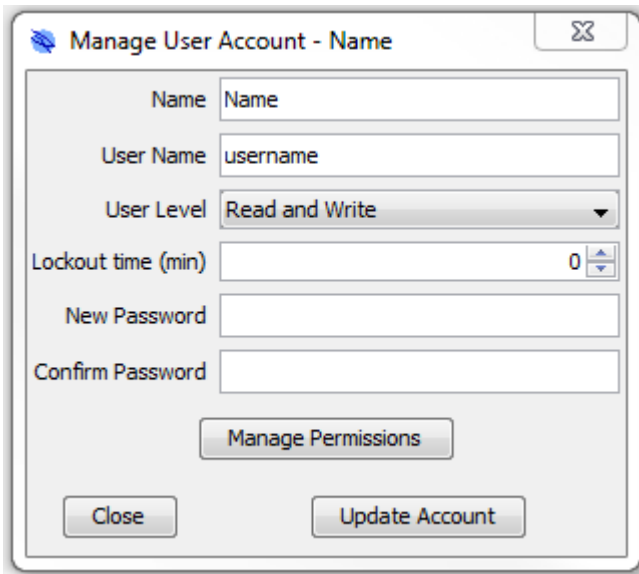 Manage User Account - Name
Name Name
User Name username
User Level Read and Write
Lockout time (min) 0
New Password
Confirm Password
Manage Permissions
Close Update Account